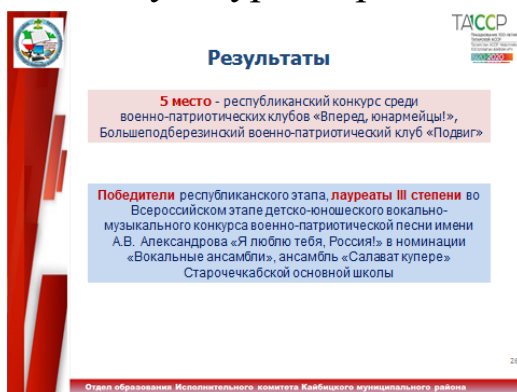 ТАССР
Результаты
5 место - республиканский конкурс среди
военно-патриотических клубов «Вперед, юнармейцы!»,
Большеподберезинский военно-патриотический клуб «Подвиг»
Победители республиканского этапа, лауреаты III степени во
Всероссийском этапе детско-юношеского вокально-
музыкального конкурса военно-патриотической песни имени
А.В. Александрова «Я люблю тебя, Россия!» в номинации
«Вокальные ансамбли», ансамбль «Салават купере»
Старочечкабской основной школы
Отдел образования Исполнительного комитета Кайбицкого муниципального района